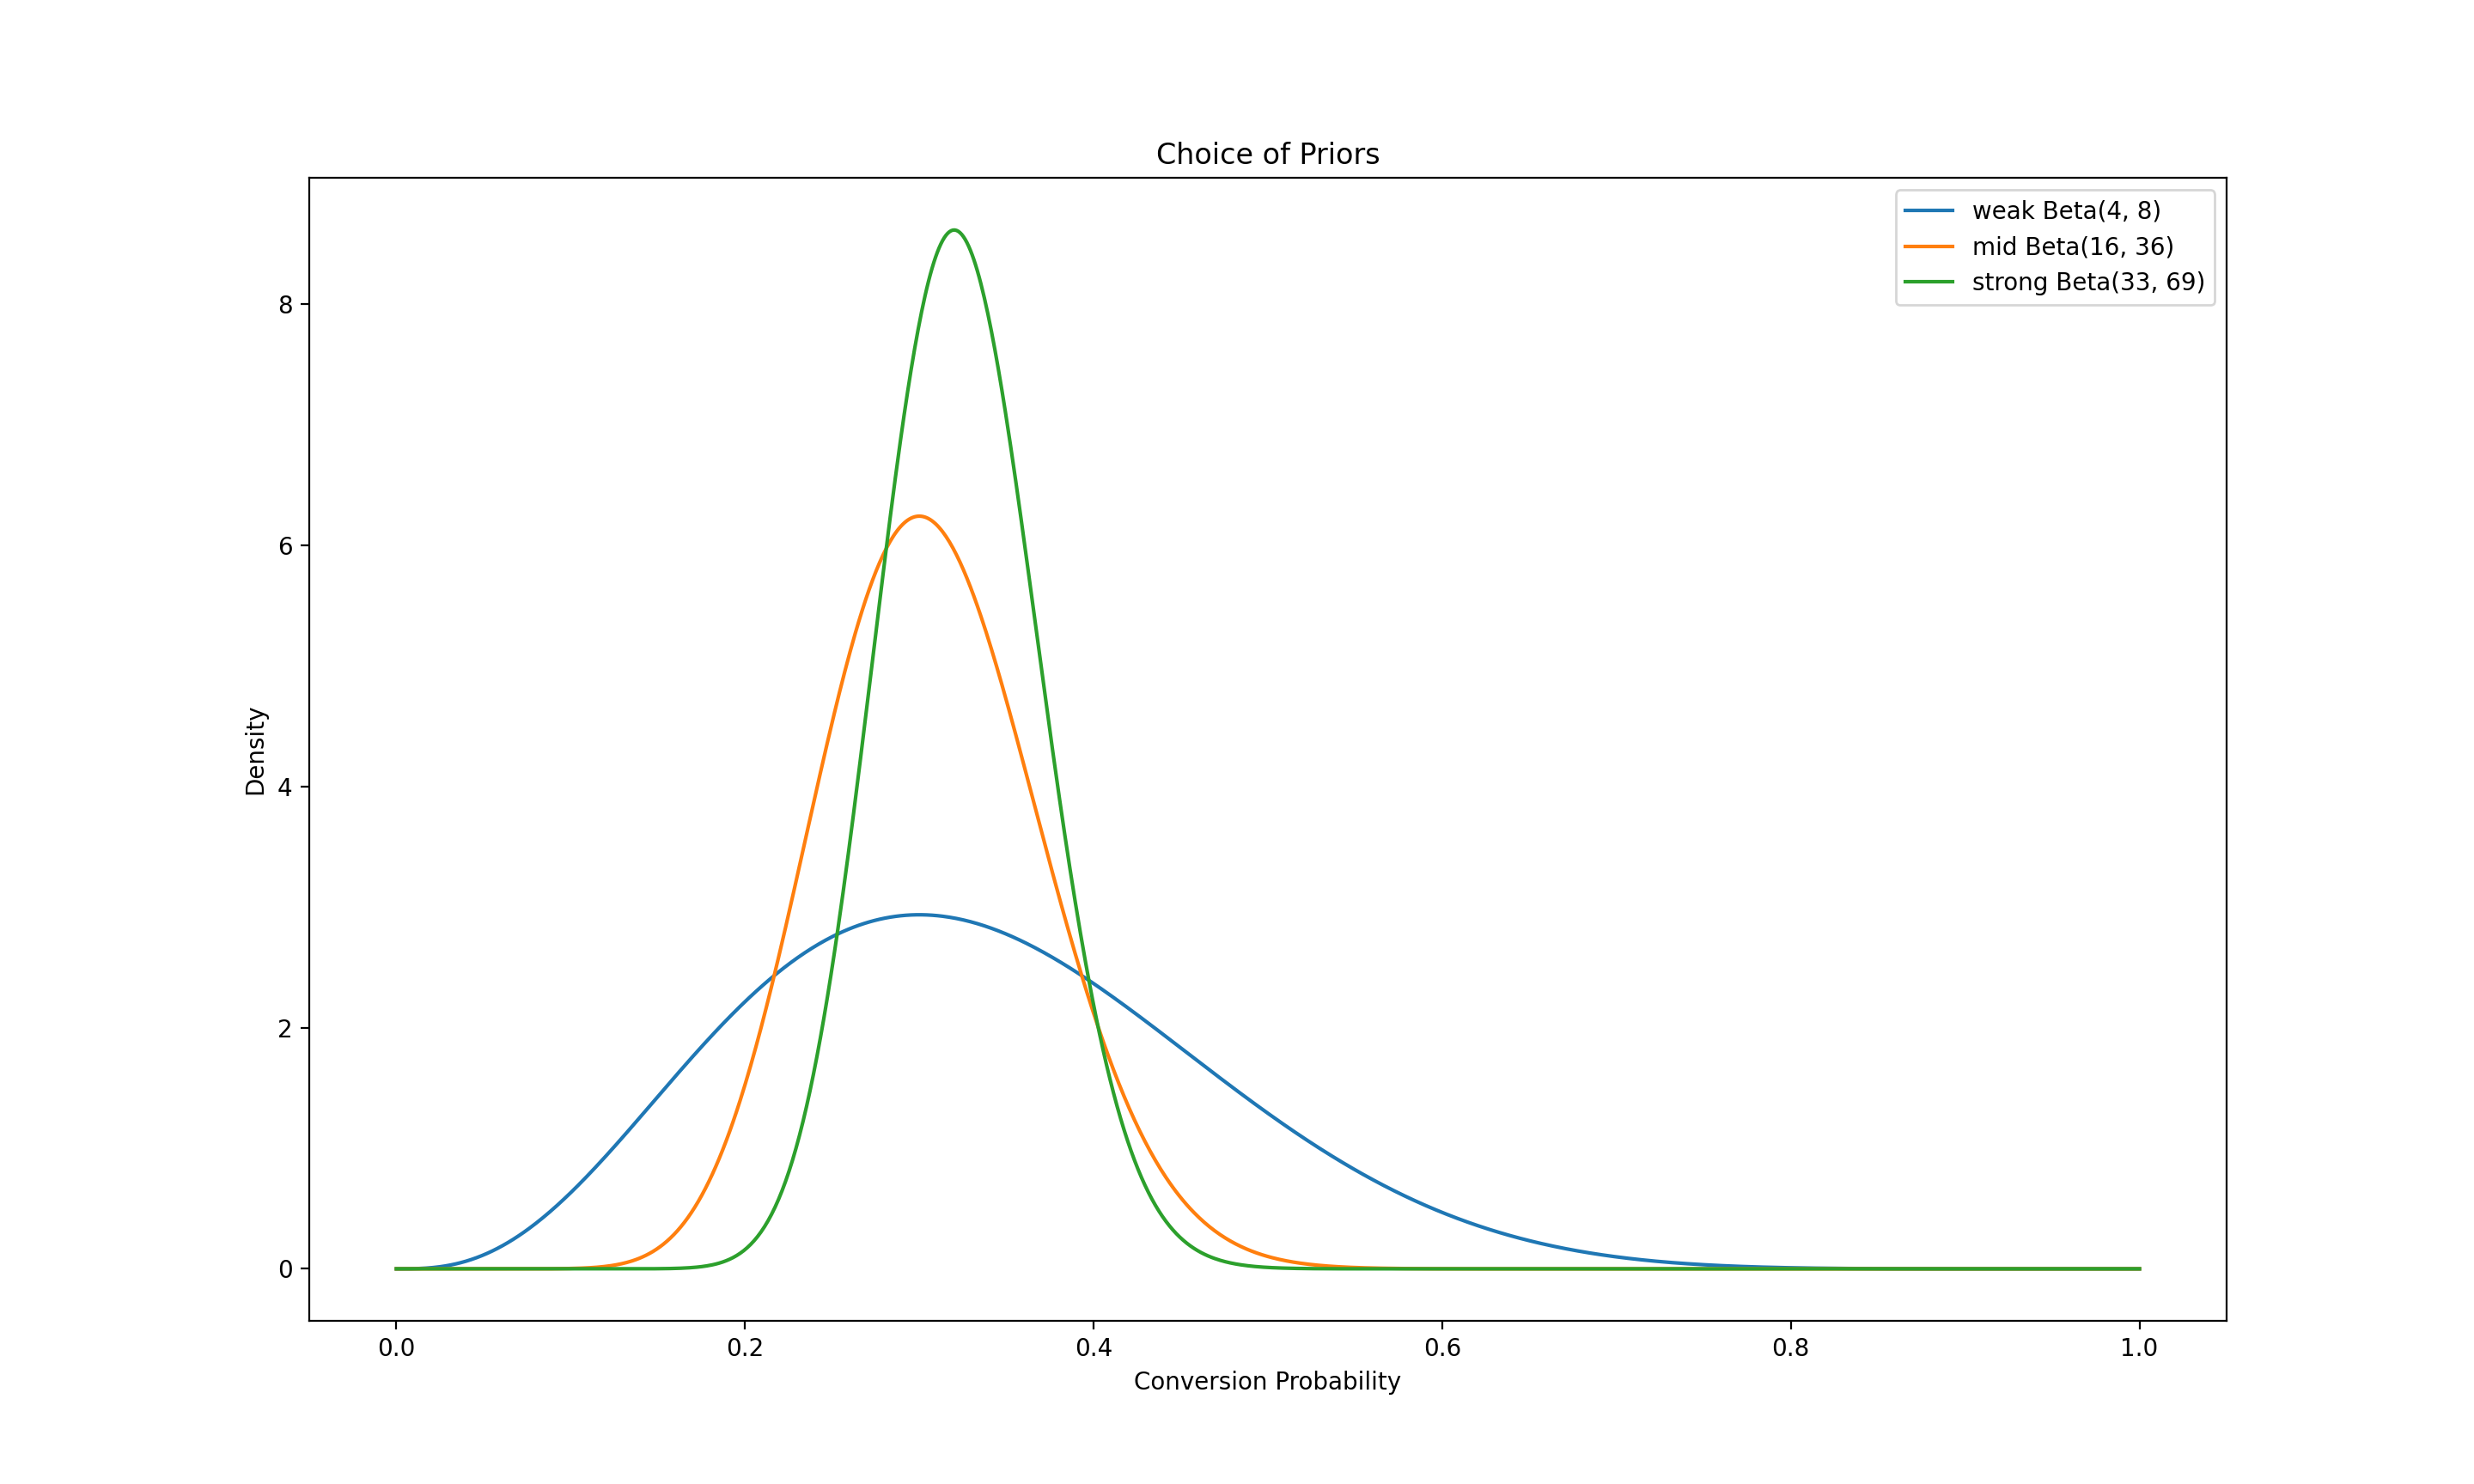 Choice of Priors
weak Beta(4, 8)
mid Beta(16, 36)
strong Beta(33, 69)
8
6
4
2
0
Density
0.0 0.2 0.4 0.6 0.8 1.0
Conversion Probability